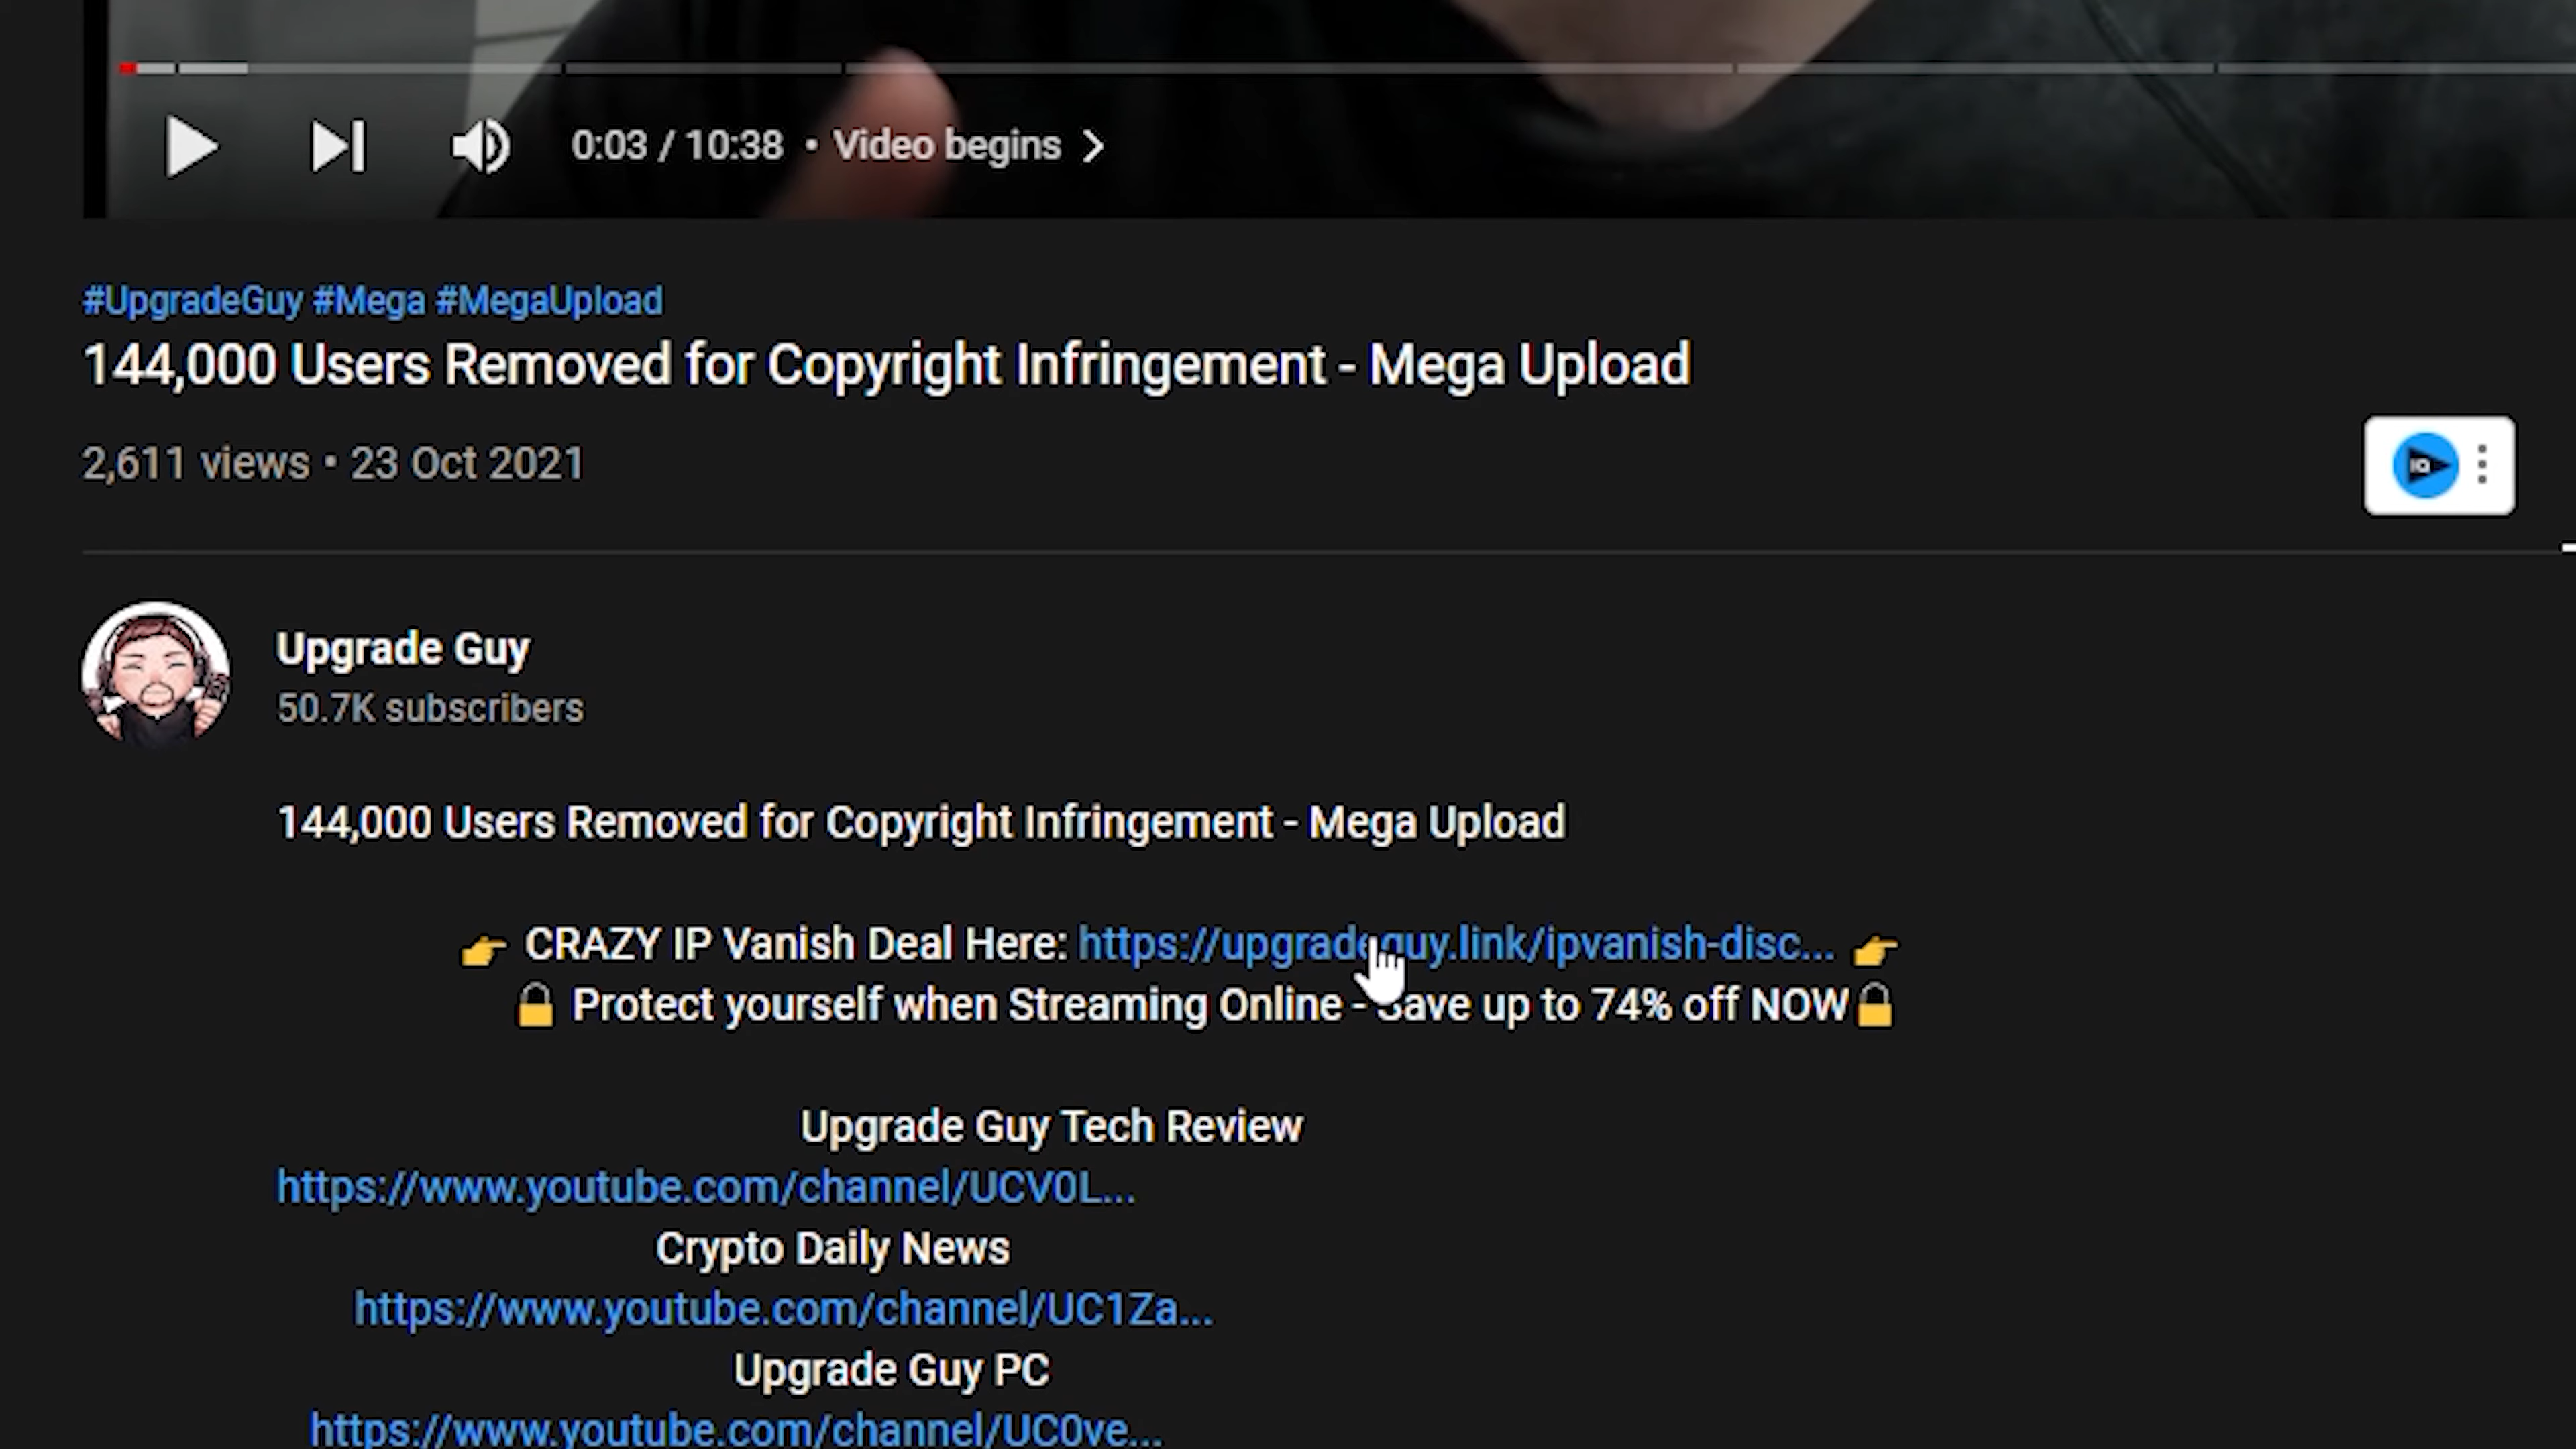 0:03 / 10:38 • Video begins
#UpgradeGuy #Mega #MegaUpload
144,000 Users Removed for Copyright Infringement - Mega Upload
2,611 views • 23 Oct 2021
IQ
Upgrade Guy
50.7K subscribers
144,000 Users Removed for Copyright Infringement - Mega Upload
👉 CRAZY IP Vanish Deal Here: https://upgradeguy.link/ipvanish-disc... 👉
🔒 Protect yourself when Streaming Online - Save up to 74% off NOW🔒
Upgrade Guy Tech Review
https://www.youtube.com/channel/UCV0L...
Crypto Daily News
https://www.youtube.com/channel/UC1Za...
Upgrade Guy PC
https://www.youtube.com/channel/UC0ve...